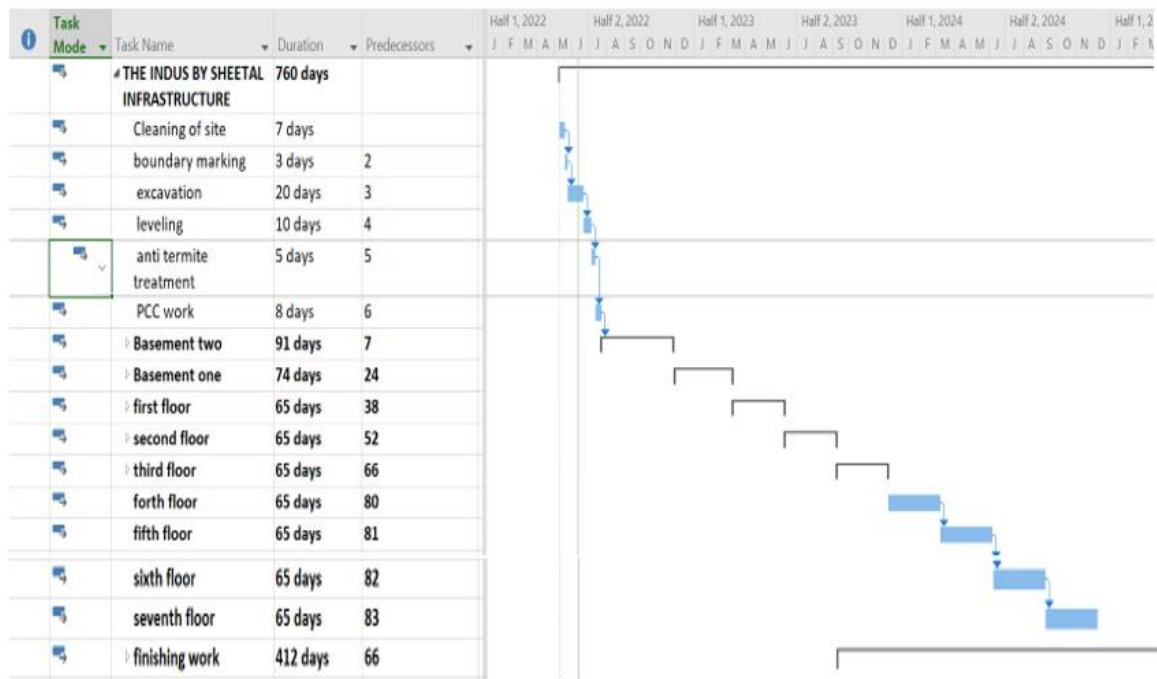 Task Mode Task Name Duration Predecessors
Half 1, 2022 Half 2, 2022 Half 1, 2023 Half 2, 2023 Half 1, 2024 Half 2, 2024 Half 1, 2
J F M A M J J A S O N D J F M A M J J A S O N D J F M A M J J A S O N D J F M
THE INDUS BY SHEETAL INFRASTRUCTURE 760 days
Cleaning of site 7 days
boundary marking 3 days 2
excavation 20 days 3
leveling 10 days 4
anti termite treatment 5 days 5
PCC work 8 days 6
Basement two 91 days 7
Basement one 74 days 24
first floor 65 days 38
second floor 65 days 52
third floor 65 days 66
forth floor 65 days 80
fifth floor 65 days 81
sixth floor 65 days 82
seventh floor 65 days 83
finishing work 412 days 66